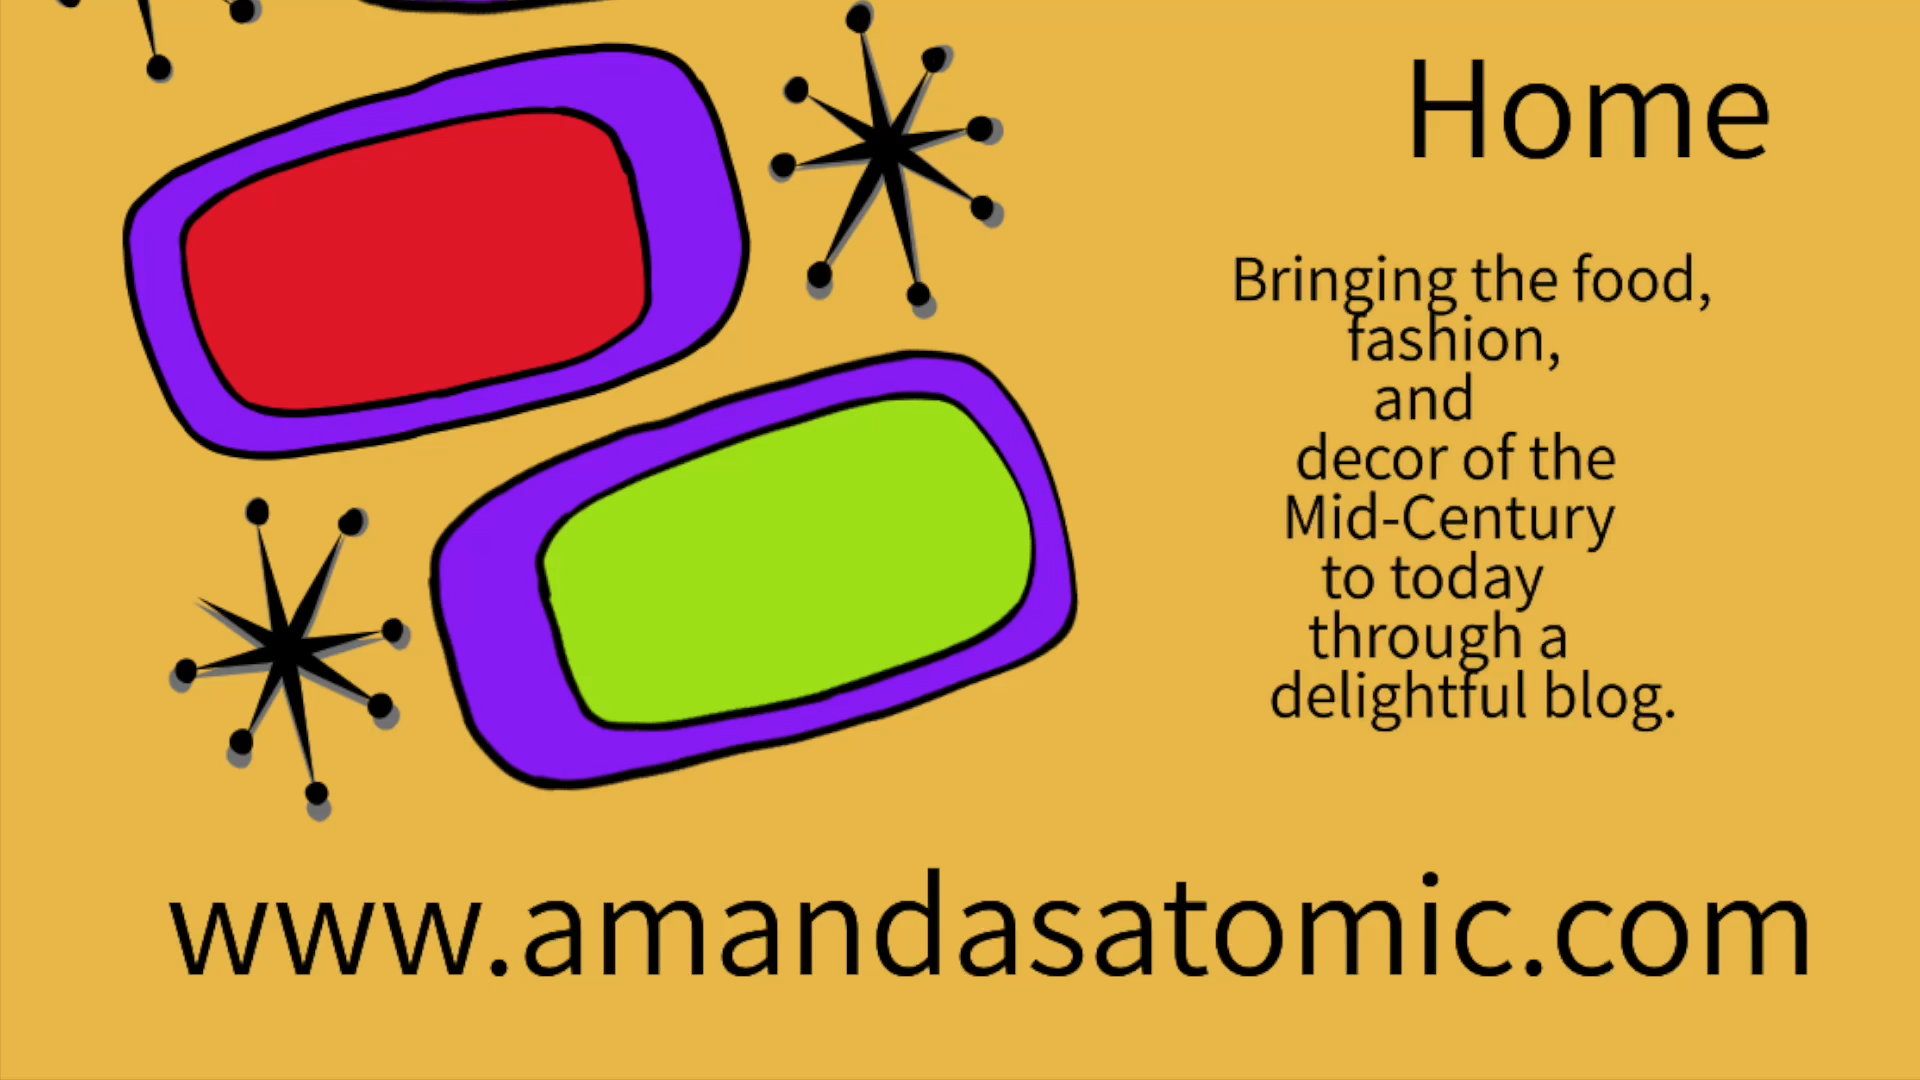 Home
Bringing the food,
fashion,
and
decor of the
Mid-Century
to today
through a
delightful blog.
www.amandasatomic.com